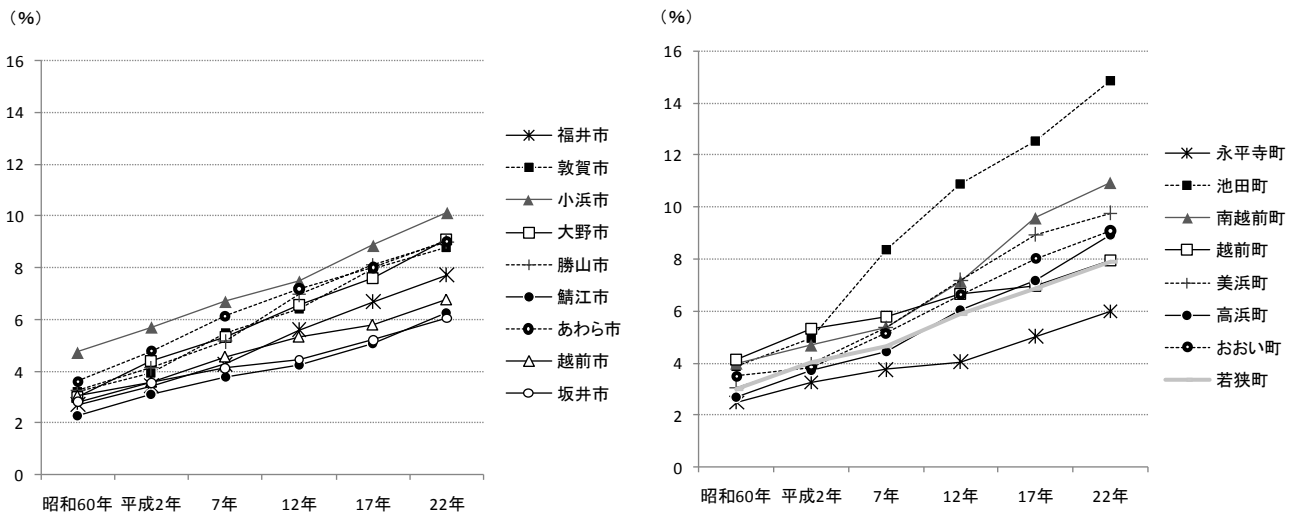 （%）
16
14
12
10
8
6
4
2
0
昭和60年 平成2年 7年 12年 17年 22年
福井市
敦賀市
小浜市
大野市
勝山市
鯖江市
あわら市
越前市
坂井市
（%）
16
14
12
10
8
6
4
2
0
昭和60年 平成2年 7年 12年 17年 22年
永平寺町
池田町
南越前町
越前町
美浜町
高浜町
おおい町
若狭町